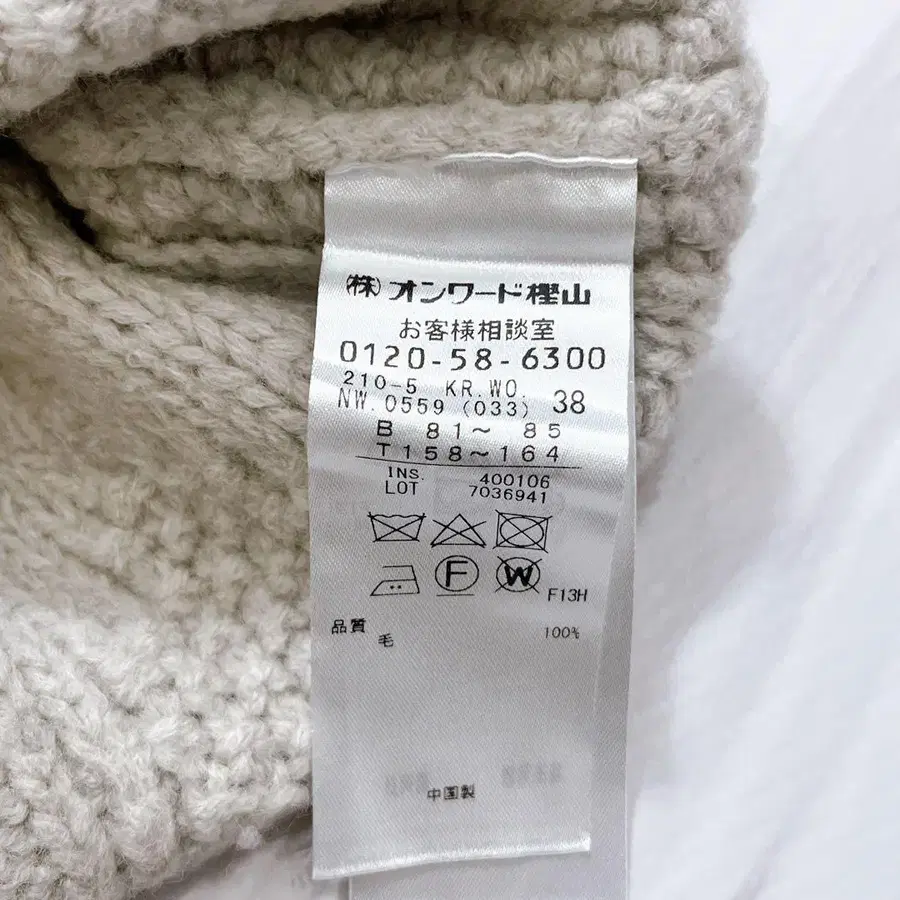 (株)オンワード樫山
お客様相談室
0120-58-6300
210-5 KR.WO.
NW.0559 (033) 38
B 81~ 85
T 158~164
INS. 400106
LOT 7036941
F W F13H
品質 毛 100%
中国製